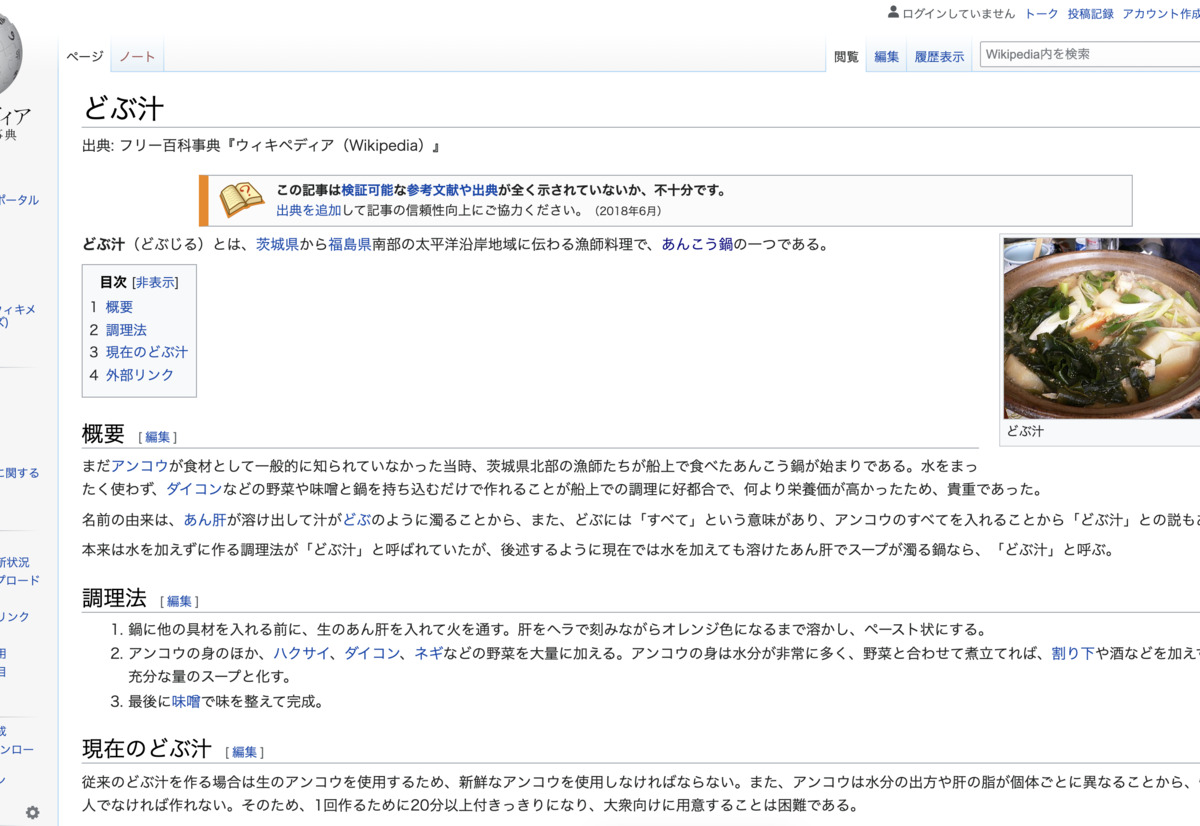 ログインしていません トーク 投稿記録 アカウント作成
ページ ノート 閲覧 編集 履歴表示 Wikipedia内を検索
ィア
事典
どぶ汁
出典: フリー百科事典『ウィキペディア（Wikipedia）』
この記事は検証可能な参考文献や出典が全く示されていないか、不十分です。
出典を追加して記事の信頼性向上にご協力ください。（2018年6月）
ポータル
どぶ汁（どぶじる）とは、茨城県から福島県南部の太平洋沿岸地域に伝わる漁師料理で、あんこう鍋の一つである。
目次 [非表示]
1 概要
2 調理法
3 現在のどぶ汁
4 外部リンク
ィキメ
ズ)
どぶ汁
概要 [編集]
まだアンコウが食材として一般的に知られていなかった当時、茨城県北部の漁師たちが船上で食べたあんこう鍋が始まりである。水をまっ
たく使わず、ダイコンなどの野菜や味噌と鍋を持ち込むだけで作れることが船上での調理に好都合で、何より栄養価が高かったため、貴重であった。
に関する
名前の由来は、あん肝が溶け出して汁がどぶのように濁ることから、また、どぶには「すべて」という意味があり、アンコウのすべてを入れることから「どぶ汁」との説も
本来は水を加えずに作る調理法が「どぶ汁」と呼ばれていたが、後述するように現在では水を加えても溶けたあん肝でスープが濁る鍋なら、「どぶ汁」と呼ぶ。
新状況
プロード
リンク
用
目
調理法 [編集]
1. 鍋に他の具材を入れる前に、生のあん肝を入れて火を通す。肝をヘラで刻みながらオレンジ色になるまで溶かし、ペースト状にする。
2. アンコウの身のほか、ハクサイ、ダイコン、ネギなどの野菜を大量に加える。アンコウの身は水分が非常に多く、野菜と合わせて煮立てれば、割り下や酒などを加え
充分な量のスープと化す。
3. 最後に味噌で味を整えて完成。
成
ンロー
ン
現在のどぶ汁 [編集]
従来のどぶ汁を作る場合は生のアンコウを使用するため、新鮮なアンコウを使用しなければならない。また、アンコウは水分の出方や肝の脂が個体ごとに異なることから、
人でなければ作れない。そのため、1回作るために20分以上付きっきりになり、大衆向けに用意することは困難である。